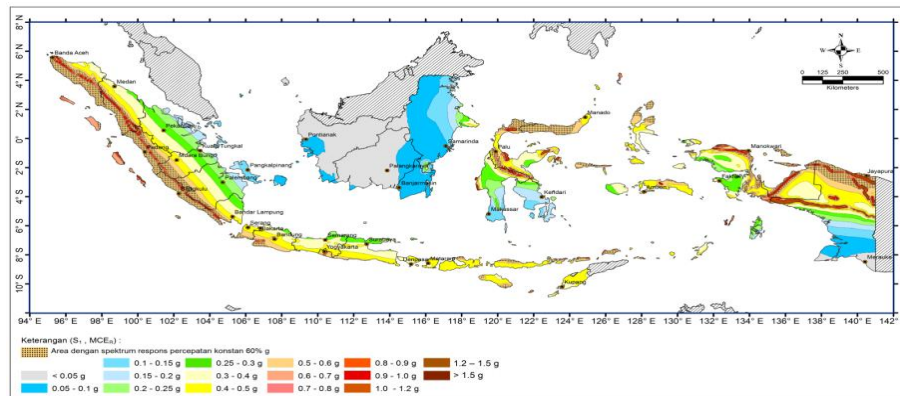 8° N
6° N
4° N
2° N
0°
2° S
4° S
6° S
8° S
10° S
94° E 96° E 98° E 100° E 102° E 104° E 106° E 108° E 110° E 112° E 114° E 116° E 118° E 120° E 122° E 124° E 126° E 128° E 130° E 132° E 134° E 136° E 138° E 140° E 142° E
N
W E
S
0 125 250 500
Kilometers
Banda Aceh
Medan
Pekanbaru
Padang
Kuala Tungkal
Muara Bungo
Pangkalpinang
Palembang
Bengkulu
Bandar Lampung
Serang
Jakarta
Bandung
Semarang
Yogyakarta
Surabaya
Denpasar
Mataram
Kupang
Pontianak
Palangkaraya
Banjarmasin
Samarinda
Manado
Palu
Kendari
Makassar
Ambon
Manokwari
Jayapura
Merauke
Keterangan (S1 , MCER) :
Area dengan spektrum respons percepatan konstan 60% g
< 0.05 g
0.05 - 0.1 g
0.1 - 0.15 g
0.15 - 0.2 g
0.2 - 0.25 g
0.25 - 0.3 g
0.3 - 0.4 g
0.4 - 0.5 g
0.5 - 0.6 g
0.6 - 0.7 g
0.7 - 0.8 g
0.8 - 0.9 g
0.9 - 1.0 g
1.0 - 1.2 g
1.2 - 1.5 g
> 1.5 g